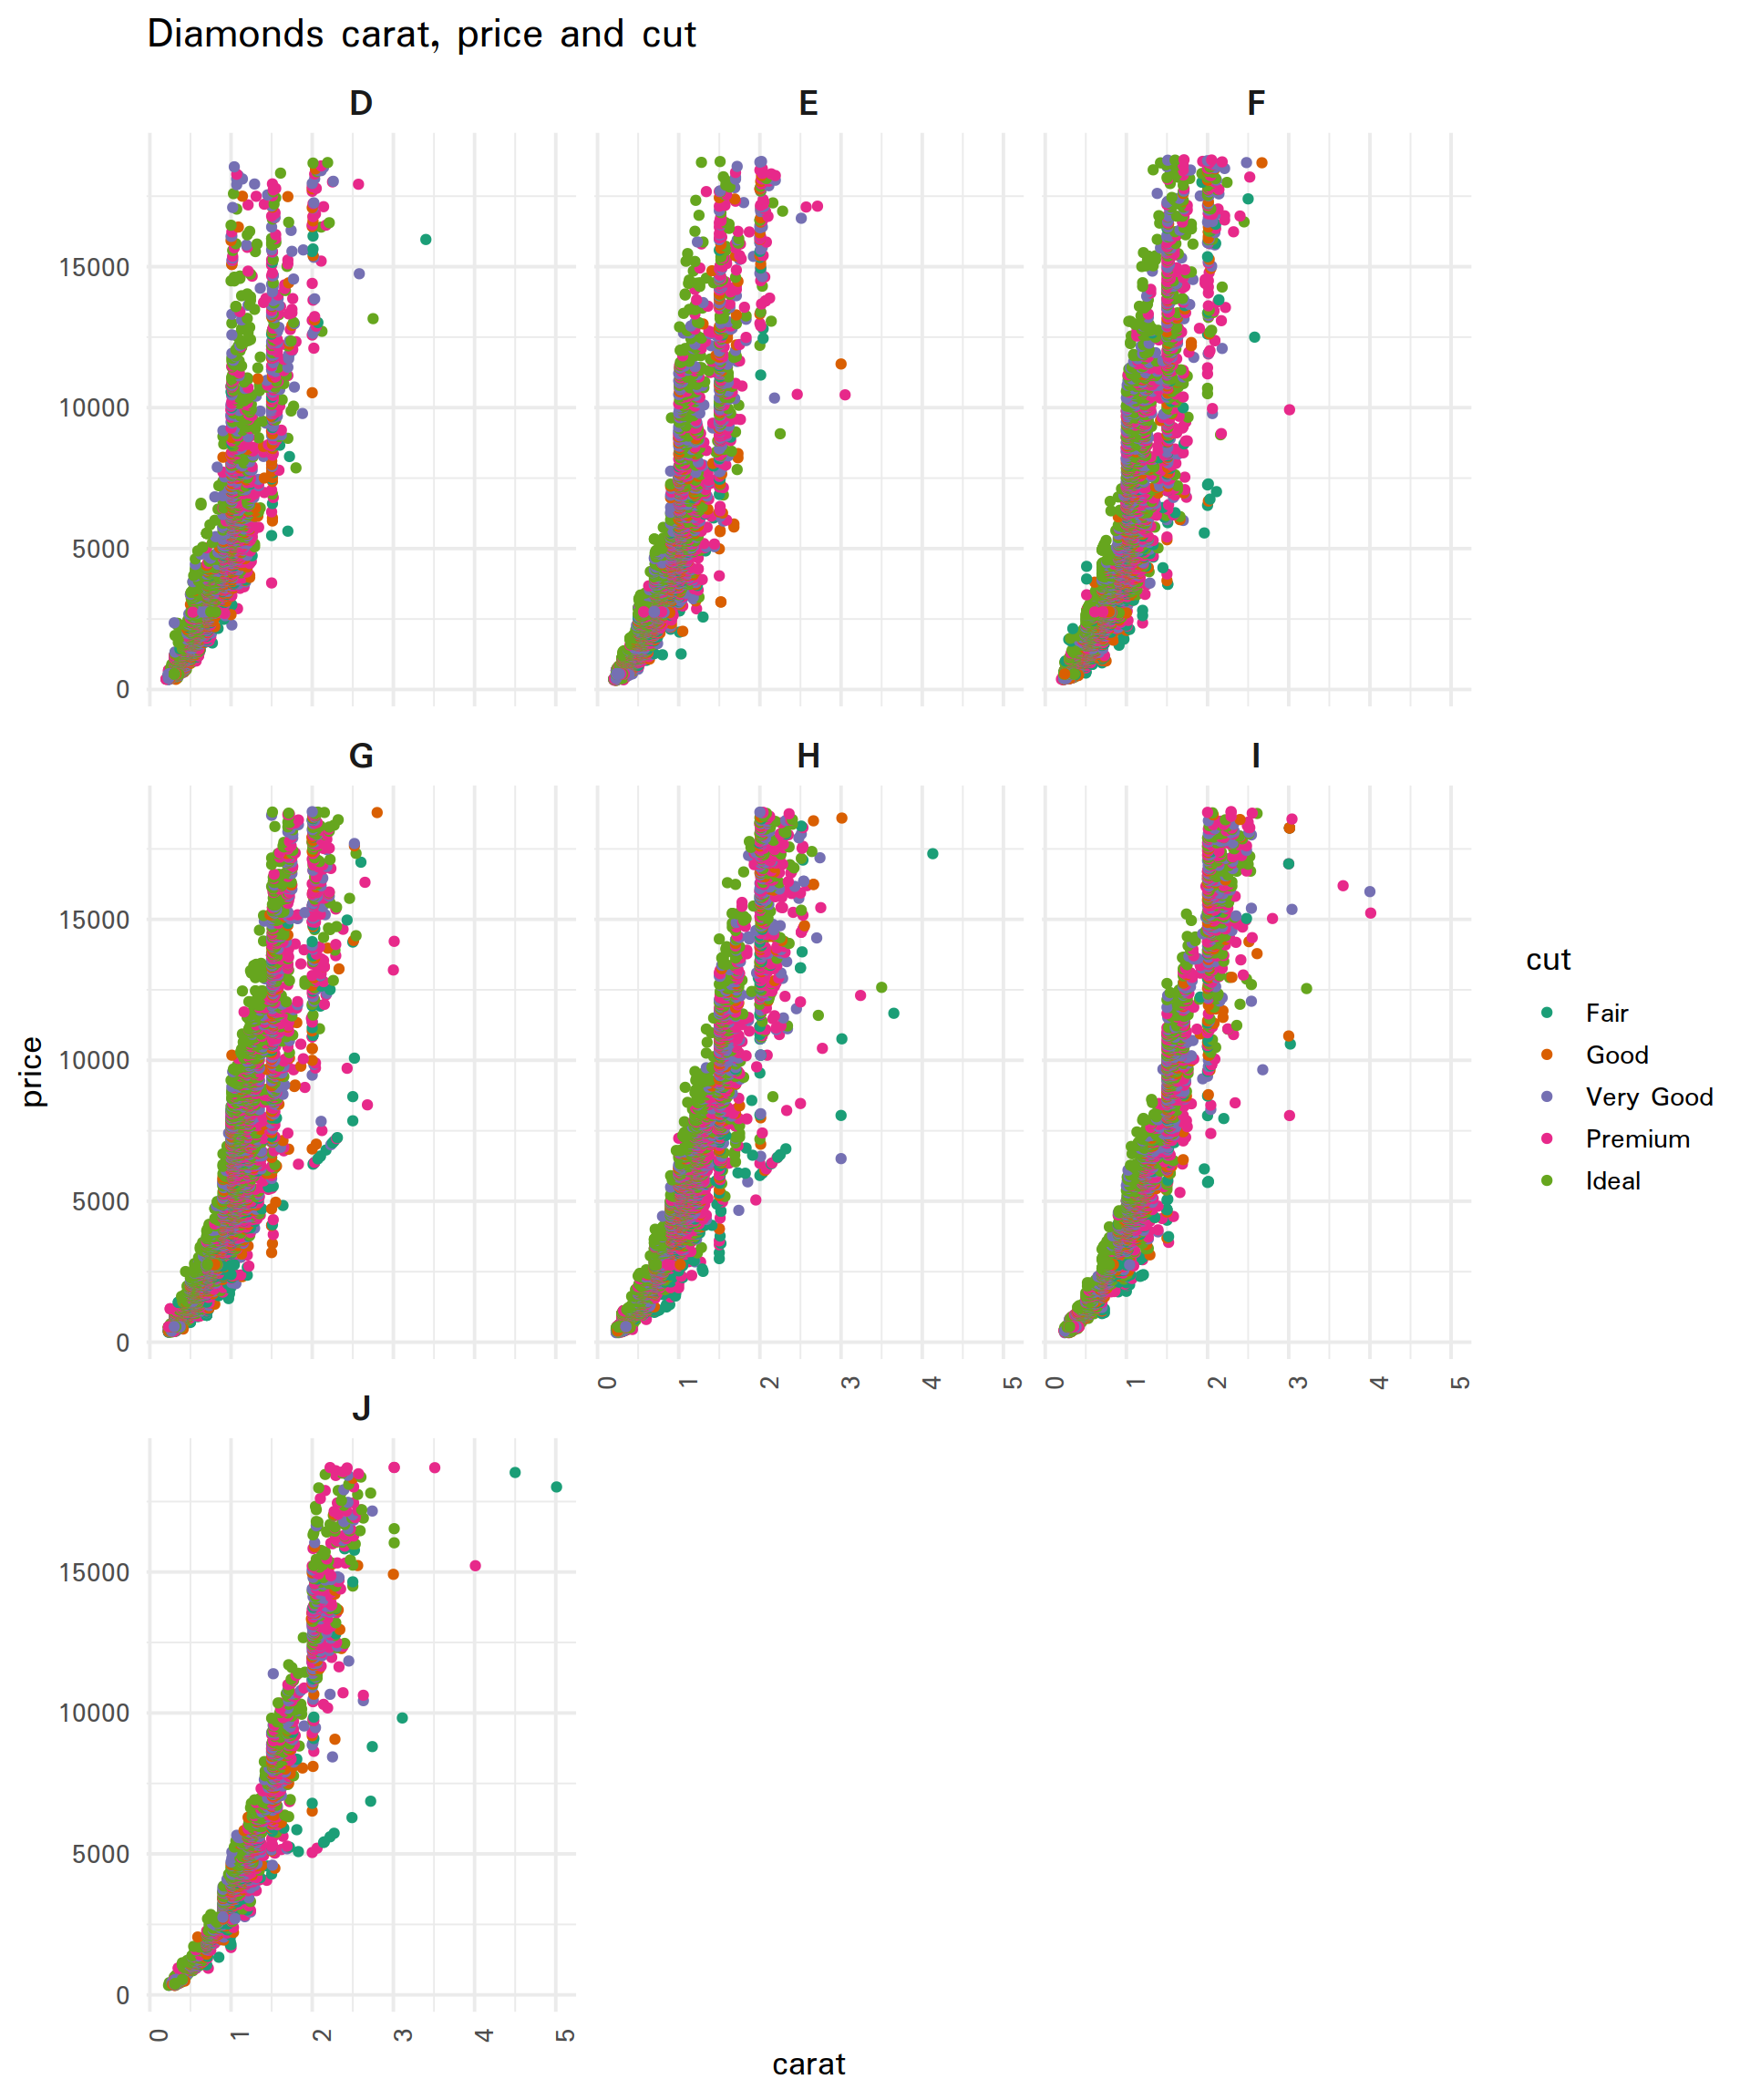 Diamonds carat, price and cut
D E F
15000
10000
5000
0
G H I
15000
10000
5000
0
0 1 2 3 4 5 0 1 2 3 4 5
J
15000
10000
5000
0
0 1 2 3 4 5
price
carat
cut
Fair
Good
Very Good
Premium
Ideal